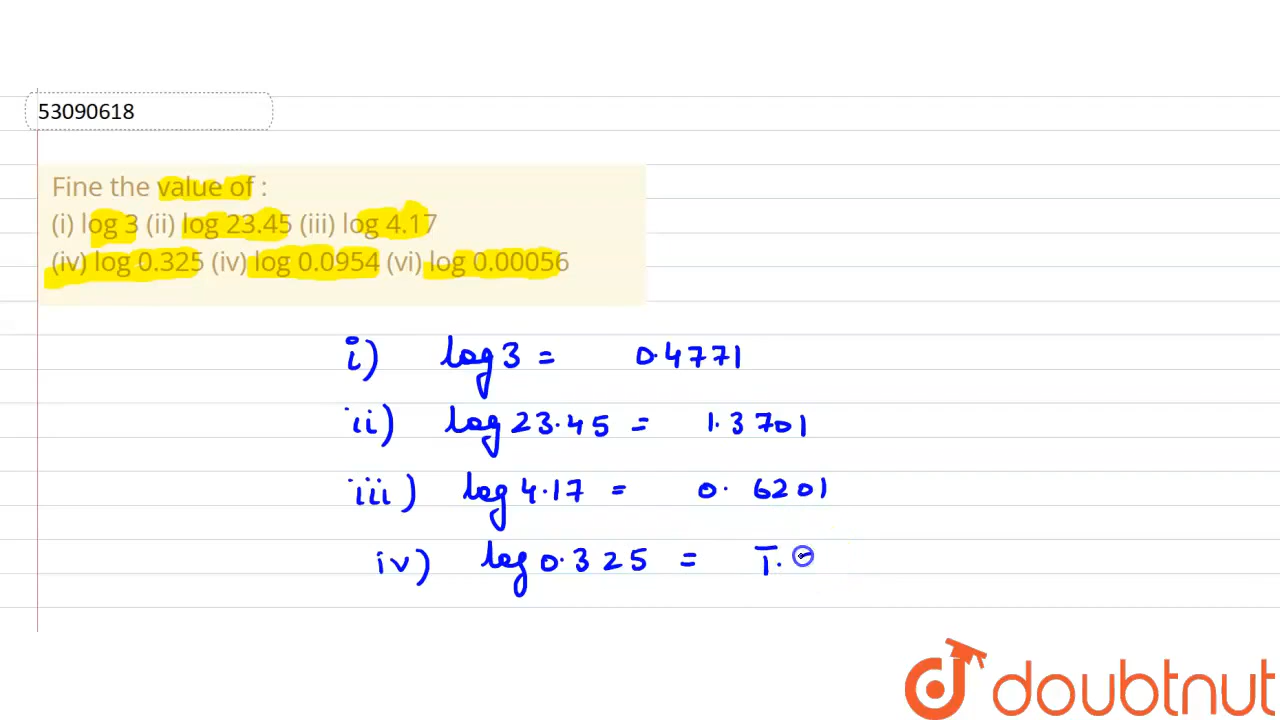 53090618
Fine the value of :
(i) log 3 (ii) log 23.45 (iii) log 4.17
(iv) log 0.325 (iv) log 0.0954 (vi) log 0.00056
i) log 3 = 0.4771
ii) log 23.45 = 1.3701
iii) log 4.17 = 0.6201
iv) log 0.325 = 1̅.
doubtnut